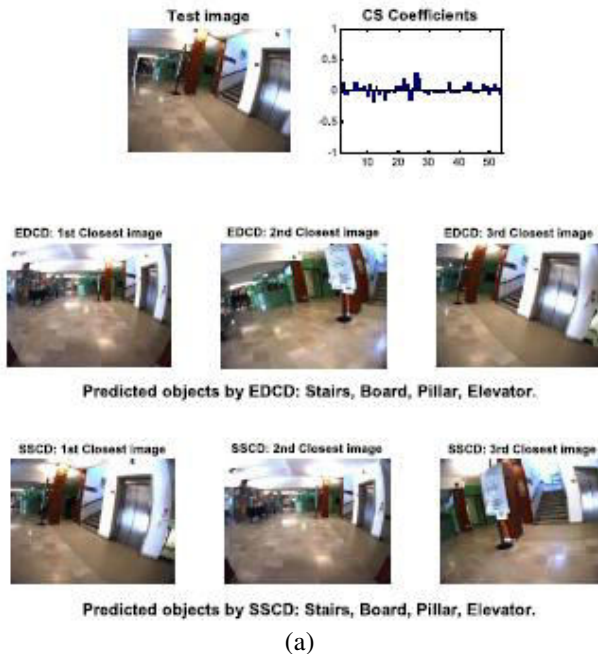 Test image
CS Coefficients
1
0.5
0
-0.5
-1
10 20 30 40 50
EDCD: 1st Closest image
EDCD: 2nd Closest image
EDCD: 3rd Closest image
Predicted objects by EDCD: Stairs, Board, Pillar, Elevator.
SSCD: 1st Closest image
SSCD: 2nd Closest image
SSCD: 3rd Closest image
Predicted objects by SSCD: Stairs, Board, Pillar, Elevator.
(a)